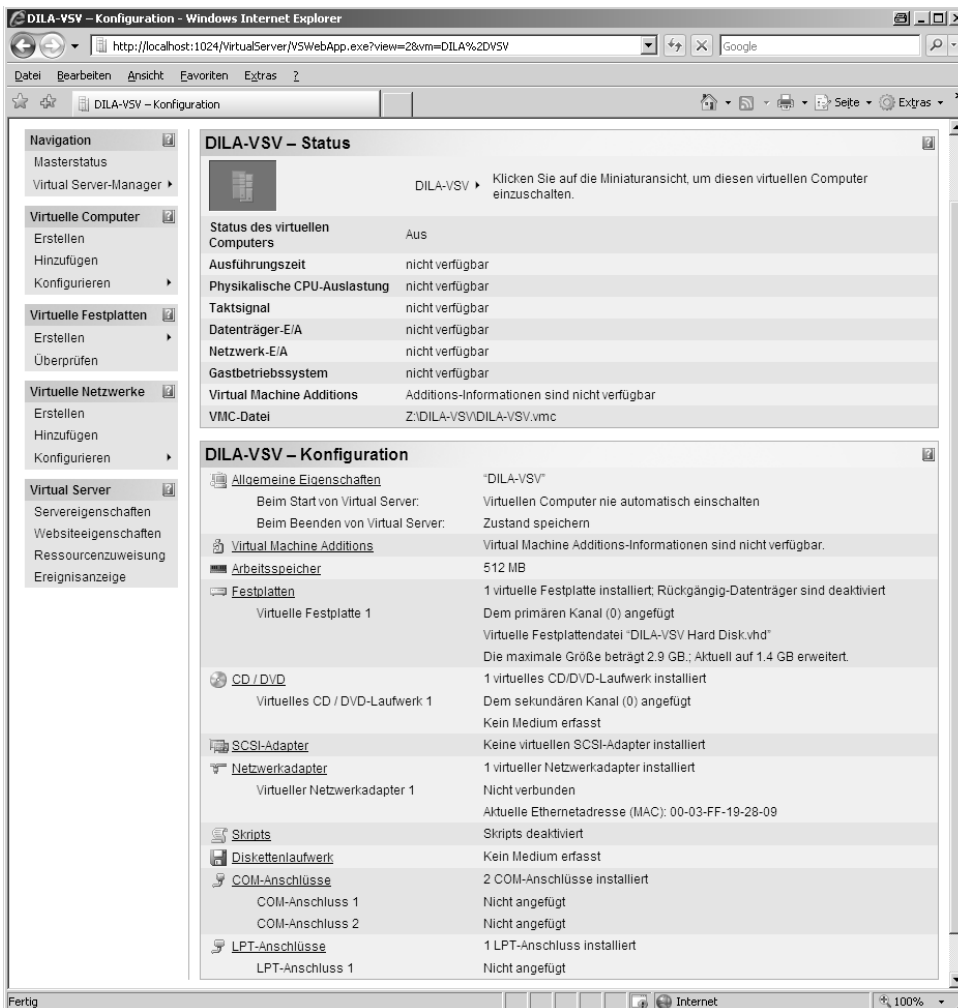 DILA-VSV – Konfiguration - Windows Internet Explorer
http://localhost:1024/VirtualServer/VSWebApp.exe?view=2&vm=DILA%2DVSV
Google
Datei Bearbeiten Ansicht Favoriten Extras ?
DILA-VSV – Konfiguration
Seite Extras
Navigation
Masterstatus
Virtual Server-Manager
Virtuelle Computer
Erstellen
Hinzufügen
Konfigurieren
Virtuelle Festplatten
Erstellen
Überprüfen
Virtuelle Netzwerke
Erstellen
Hinzufügen
Konfigurieren
Virtual Server
Servereigenschaften
Websiteeigenschaften
Ressourcenzuweisung
Ereignisanzeige
DILA-VSV – Status
DILA-VSV Klicken Sie auf die Miniaturansicht, um diesen virtuellen Computer
einzuschalten.
Status des virtuellen
Computers Aus
Ausführungszeit nicht verfügbar
Physikalische CPU-Auslastung nicht verfügbar
Taktsignal nicht verfügbar
Datenträger-E/A nicht verfügbar
Netzwerk-E/A nicht verfügbar
Gastbetriebssystem nicht verfügbar
Virtual Machine Additions Additions-Informationen sind nicht verfügbar
VMC-Datei Z:\DILA-VSV\DILA-VSV.vmc
DILA-VSV – Konfiguration
Allgemeine Eigenschaften “DILA-VSV”
Beim Start von Virtual Server: Virtuellen Computer nie automatisch einschalten
Beim Beenden von Virtual Server: Zustand speichern
Virtual Machine Additions Virtual Machine Additions-Informationen sind nicht verfügbar.
Arbeitsspeicher 512 MB
Festplatten 1 virtuelle Festplatte installiert; Rückgängig-Datenträger sind deaktiviert
Virtuelle Festplatte 1 Dem primären Kanal (0) angefügt
Virtuelle Festplattendatei “DILA-VSV Hard Disk.vhd”
Die maximale Größe beträgt 2.9 GB.; Aktuell auf 1.4 GB erweitert.
CD / DVD 1 virtuelles CD/DVD-Laufwerk installiert
Virtuelles CD / DVD-Laufwerk 1 Dem sekundären Kanal (0) angefügt
Kein Medium erfasst
SCSI-Adapter Keine virtuellen SCSI-Adapter installiert
Netzwerkadapter 1 virtueller Netzwerkadapter installiert
Virtueller Netzwerkadapter 1 Nicht verbunden
Aktuelle Ethernetadresse (MAC): 00-03-FF-19-28-09
Skripts Skripts deaktiviert
Diskettenlaufwerk Kein Medium erfasst
COM-Anschlüsse 2 COM-Anschlüsse installiert
COM-Anschluss 1 Nicht angefügt
COM-Anschluss 2 Nicht angefügt
LPT-Anschlüsse 1 LPT-Anschluss installiert
LPT-Anschluss 1 Nicht angefügt
Fertig Internet 100%